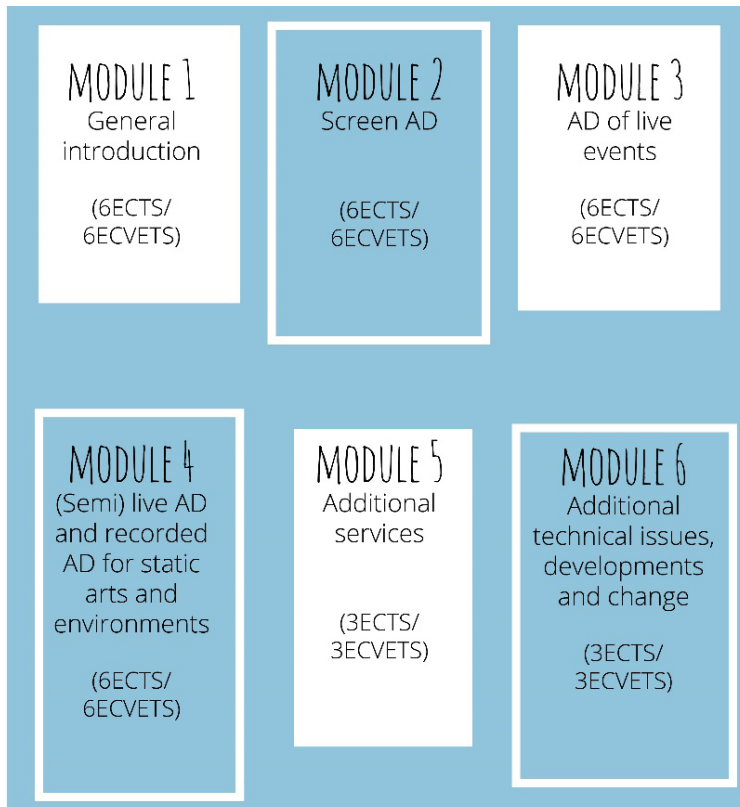 MODULE 1
General
introduction
(6ECTS/
6ECVETS)
MODULE 2
Screen AD
(6ECTS/
6ECVETS)
MODULE 3
AD of live
events
(6ECTS/
6ECVETS)
MODULE 4
(Semi) live AD
and recorded
AD for static
arts and
environments
(6ECTS/
6ECVETS)
MODULE 5
Additional
services
(3ECTS/
3ECVETS)
MODULE 6
Additional
technical issues,
developments
and change
(3ECTS/
3ECVETS)